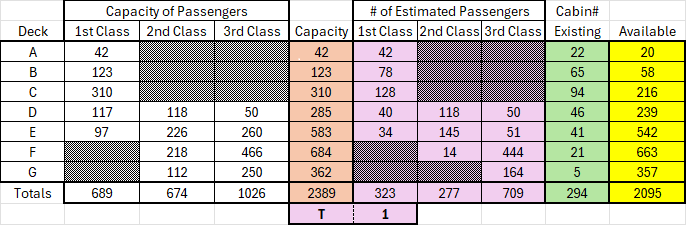 Capacity of Passengers # of Estimated Passengers Cabin#
Deck 1st Class 2nd Class 3rd Class Capacity 1st Class 2nd Class 3rd Class Existing Available
A 42 42 42 22 20
B 123 123 78 65 58
C 310 310 128 94 216
D 117 118 50 285 40 118 50 46 239
E 97 226 260 583 34 145 51 41 542
F 218 466 684 14 444 21 663
G 112 250 362 164 5 357
Totals 689 674 1026 2389 323 277 709 294 2095
T 1